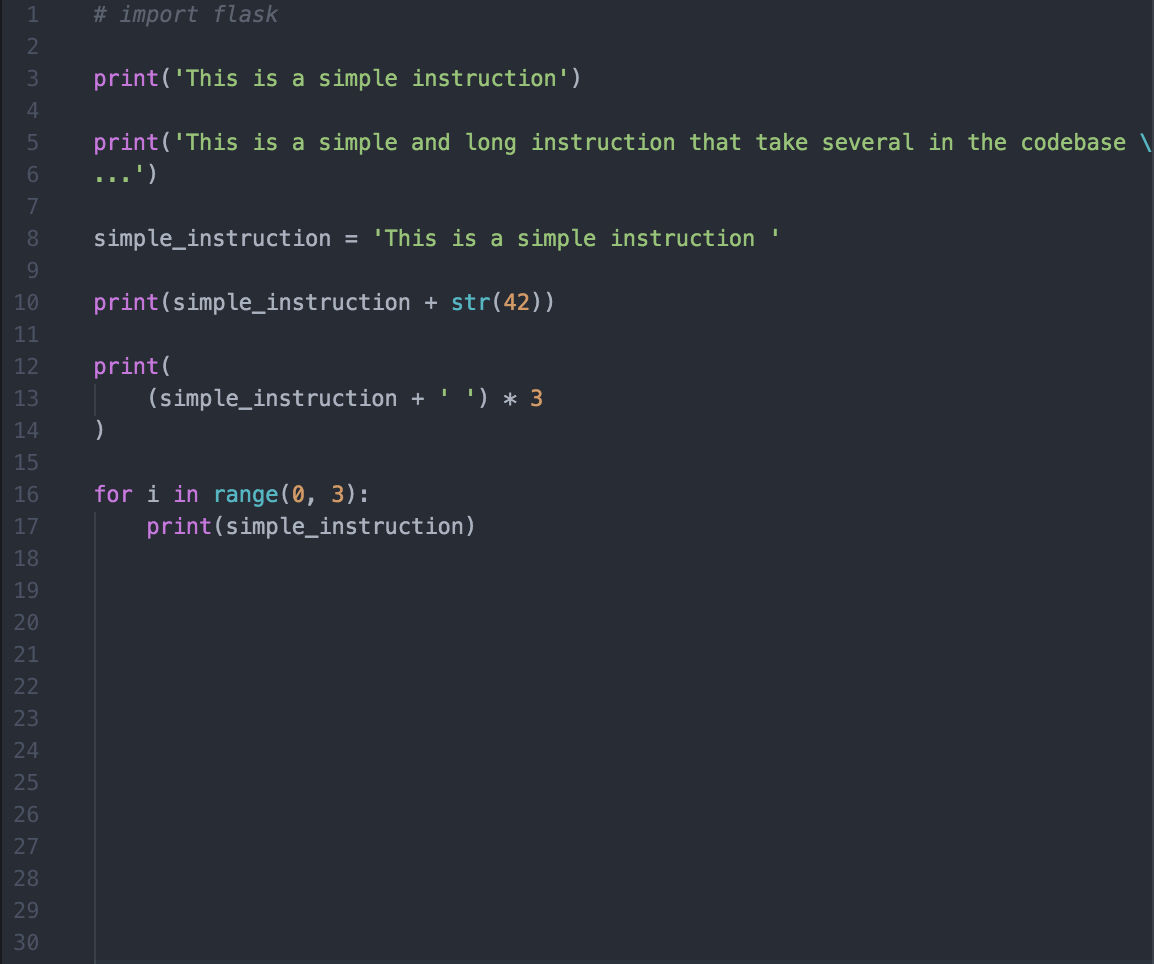 1 # import flask
2
3 print('This is a simple instruction')
4
5 print('This is a simple and long instruction that take several in the codebase \
6 ...')
7
8 simple_instruction = 'This is a simple instruction '
9
10 print(simple_instruction + str(42))
11
12 print(
13     (simple_instruction + ' ') * 3
14 )
15
16 for i in range(0, 3):
17     print(simple_instruction)
18
19
20
21
22
23
24
25
26
27
28
29
30